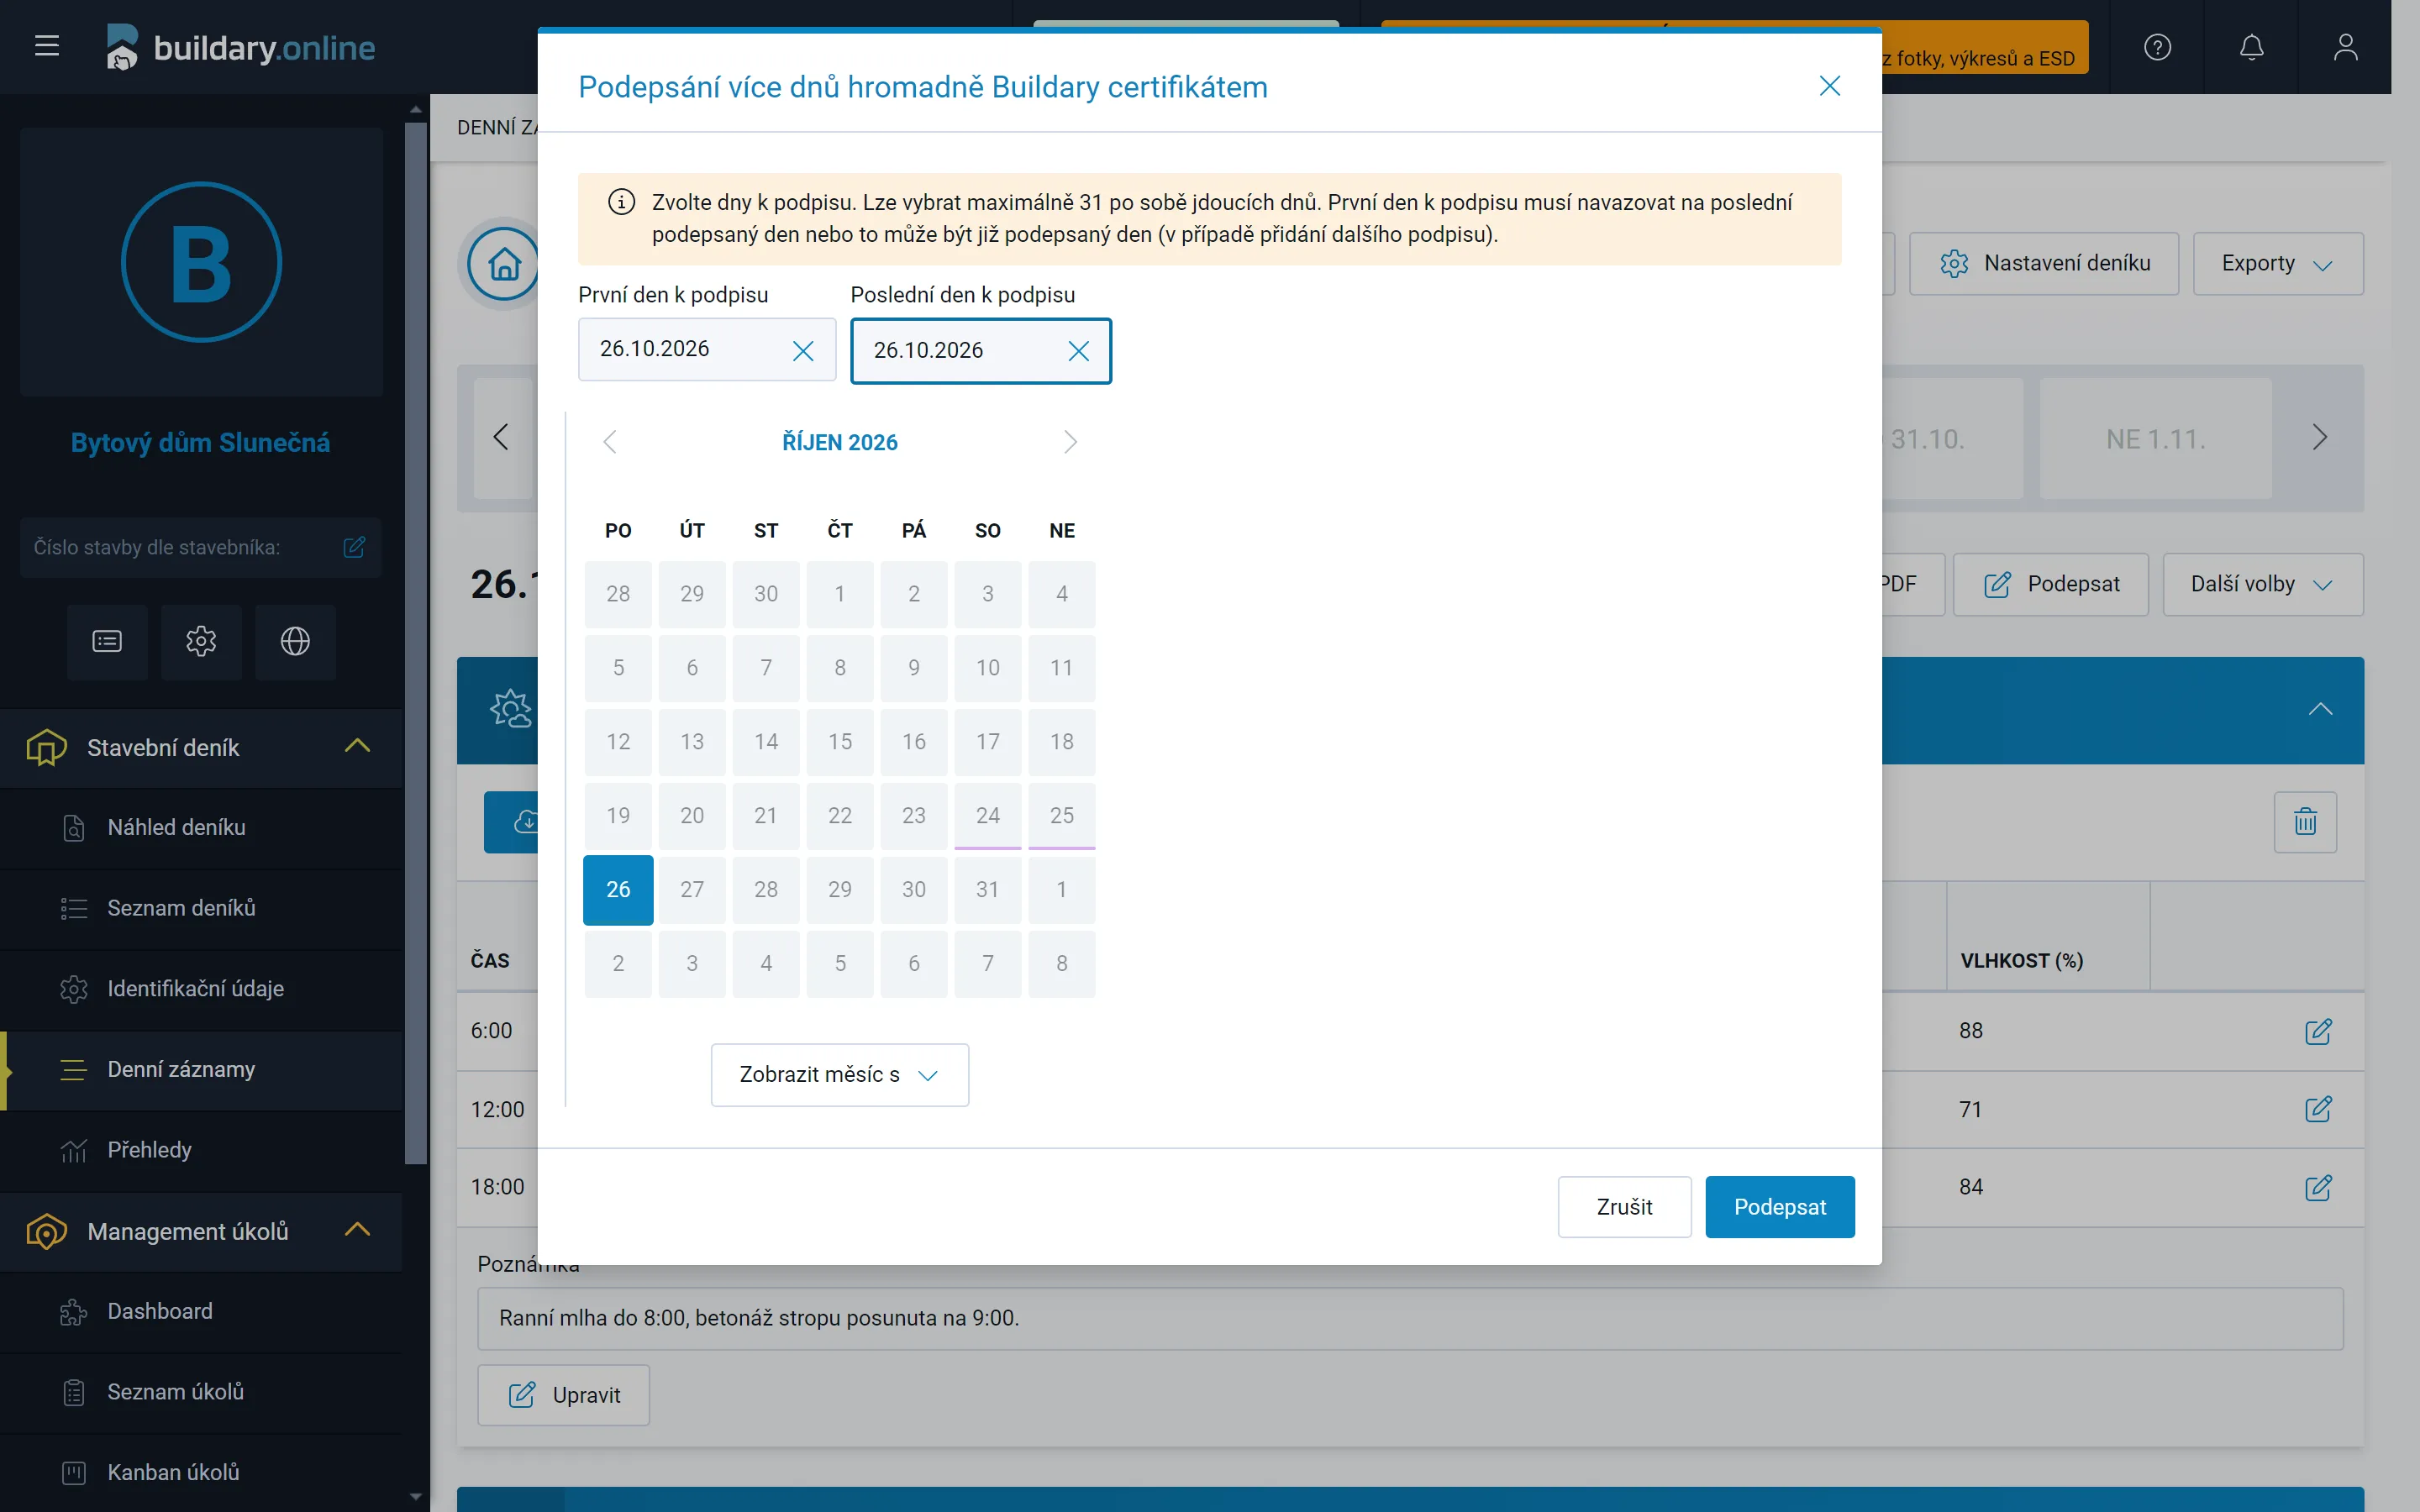 buildary.online
z fotky, výkresů a ESD
B
Bytový dům Slunečná
Číslo stavby dle stavebníka:
Stavební deník
Náhled deníku
Seznam deníků
Identifikační údaje
Denní záznamy
Přehledy
Management úkolů
Dashboard
Seznam úkolů
Kanban úkolů
DENNÍ
Nastavení deníku
Exporty
31.10.
NE 1.11.
26.
PDF
Podepsat
Další volby
ČAS
VLHKOST (%)
6:00
88
12:00
71
18:00
84
Poznámka
Ranní mlha do 8:00, betonáž stropu posunuta na 9:00.
Upravit
Podepsání více dnů hromadně Buildary certifikátem
Zvolte dny k podpisu. Lze vybrat maximálně 31 po sobě jdoucích dnů. První den k podpisu musí navazovat na poslední
podepsaný den nebo to může být již podepsaný den (v případě přidání dalšího podpisu).
První den k podpisu
Poslední den k podpisu
26.10.2026
26.10.2026
ŘÍJEN 2026
PO ÚT ST ČT PÁ SO NE
28 29 30 1 2 3 4
5 6 7 8 9 10 11
12 13 14 15 16 17 18
19 20 21 22 23 24 25
26 27 28 29 30 31 1
2 3 4 5 6 7 8
Zobrazit měsíc s
Zrušit
Podepsat